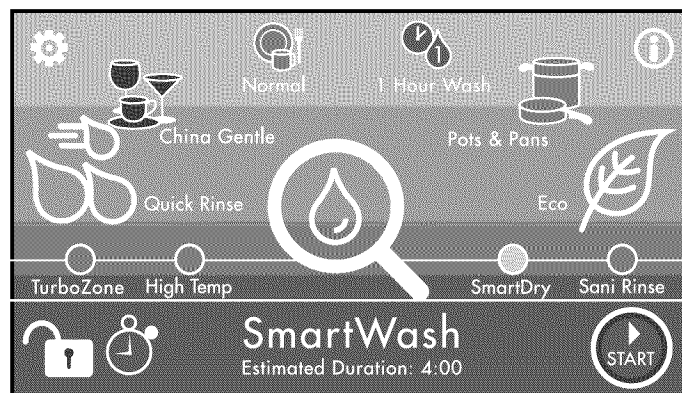 Normal
1 Hour Wash
1
China Gentle
Pots & Pans
Quick Rinse
Eco
TurboZone High Temp SmartDry Sani Rinse
SmartWash
Estimated Duration: 4:00
START